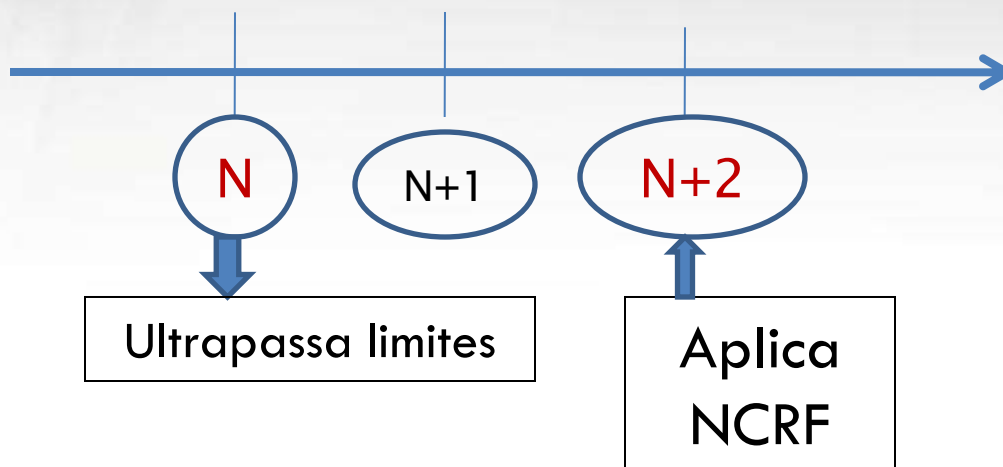 N
N+1
N+2
Ultrapassa limites
Aplica
NCRF